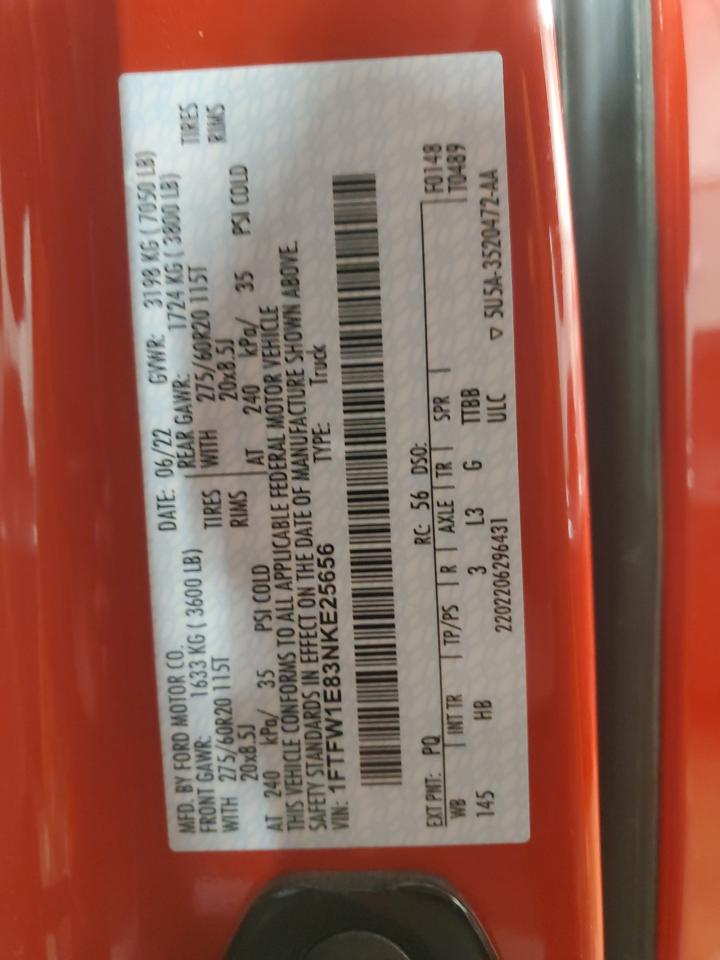 MFD. BY FORD MOTOR CO. DATE: 06/22 GVWR: 3198 KG ( 7050 LB)
FRONT GAWR: 1633 KG ( 3600 LB) REAR GAWR: 1724 KG ( 3800 LB)
WITH 275/60R20 115T TIRES WITH 275/60R20 115T TIRES
20x8.5J RIMS 20x8.5J RIMS
AT 240 kPa/ 35 PSI COLD AT 240 kPa/ 35 PSI COLD
THIS VEHICLE CONFORMS TO ALL APPLICABLE FEDERAL MOTOR VEHICLE
SAFETY STANDARDS IN EFFECT ON THE DATE OF MANUFACTURE SHOWN ABOVE.
VIN: 1FTFW1E83NKE25656 TYPE: Truck
EXT PNT: PQ RC: 56 DSO: F0148
WB INT TR TP/PS R AXLE TR SPR T0489
145 HB 3 L3 G TTBB
2202206296431 ULC ▽ 5U5A-3520472-AA